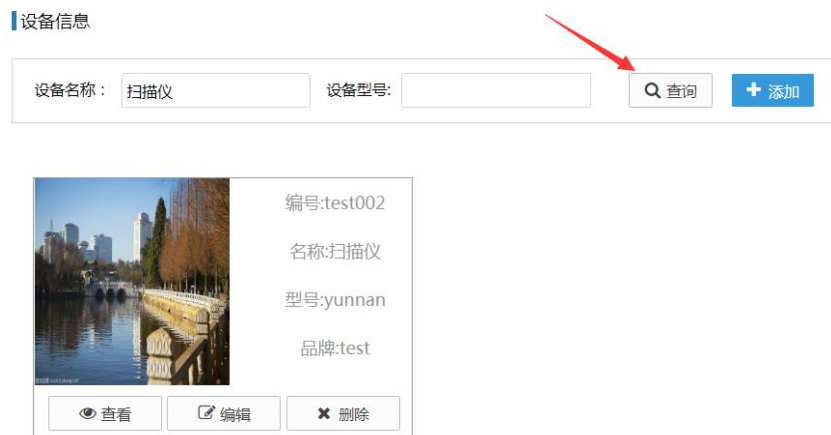 设备信息
设备名称： 扫描仪 设备型号: 查询 添加
编号:test002
名称:扫描仪
型号:yunnan
品牌:test
查看 编辑 删除